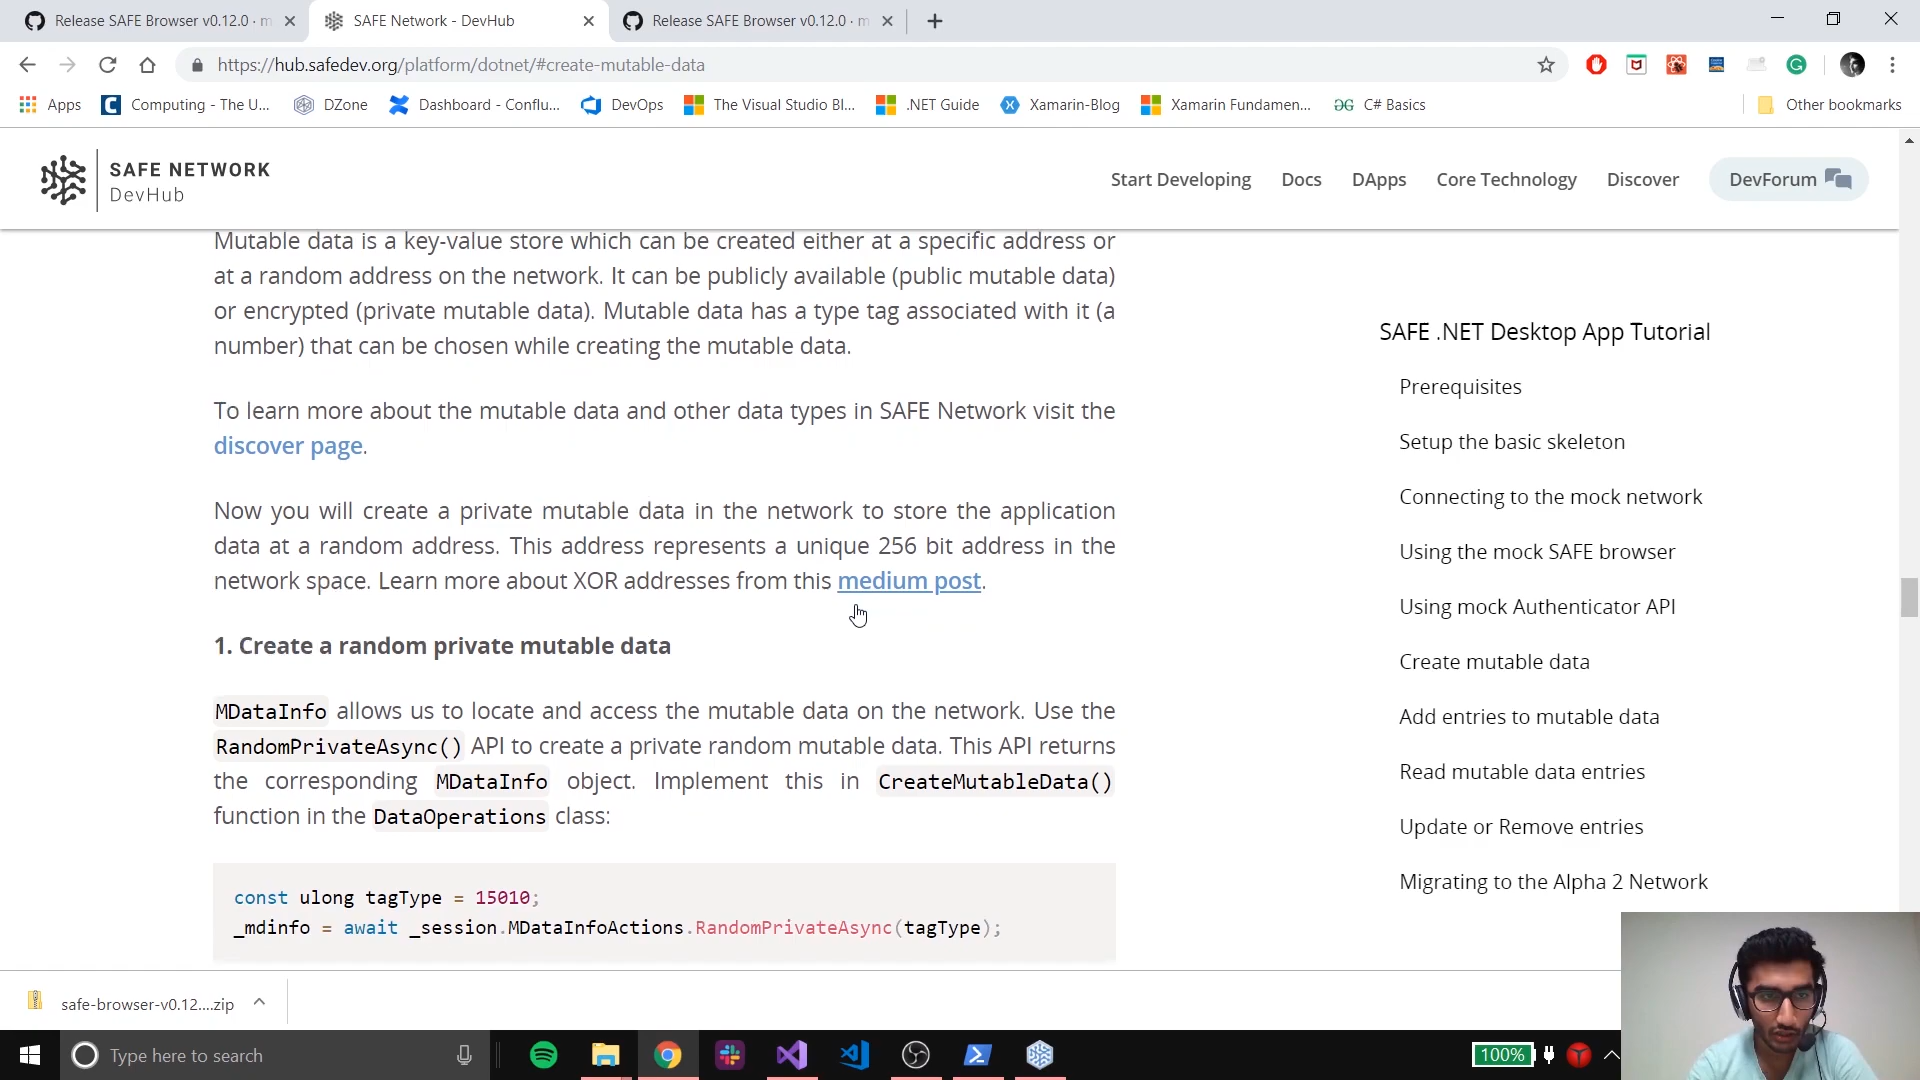 Release SAFE Browser v0.12.0 · m
SAFE Network - DevHub
Release SAFE Browser v0.12.0 · m
https://hub.safedev.org/platform/dotnet/#create-mutable-data
Apps
Computing - The U...
DZone
Dashboard - Conflu...
DevOps
The Visual Studio Bl...
.NET Guide
Xamarin-Blog
Xamarin Fundamen...
C# Basics
Other bookmarks
SAFE NETWORK
DevHub
Start Developing
Docs
DApps
Core Technology
Discover
DevForum
Mutable data is a key-value store which can be created either at a specific address or
at a random address on the network. It can be publicly available (public mutable data)
or encrypted (private mutable data). Mutable data has a type tag associated with it (a
number) that can be chosen while creating the mutable data.
To learn more about the mutable data and other data types in SAFE Network visit the
discover page.
Now you will create a private mutable data in the network to store the application
data at a random address. This address represents a unique 256 bit address in the
network space. Learn more about XOR addresses from this medium post.
1. Create a random private mutable data
MDataInfo allows us to locate and access the mutable data on the network. Use the
RandomPrivateAsync() API to create a private random mutable data. This API returns
the corresponding MDataInfo object. Implement this in CreateMutableData()
function in the DataOperations class:
const ulong tagType = 15010;
_mdinfo = await _session.MDataInfoActions.RandomPrivateAsync(tagType);
SAFE .NET Desktop App Tutorial
Prerequisites
Setup the basic skeleton
Connecting to the mock network
Using the mock SAFE browser
Using mock Authenticator API
Create mutable data
Add entries to mutable data
Read mutable data entries
Update or Remove entries
Migrating to the Alpha 2 Network
safe-browser-v0.12....zip
Type here to search
100%